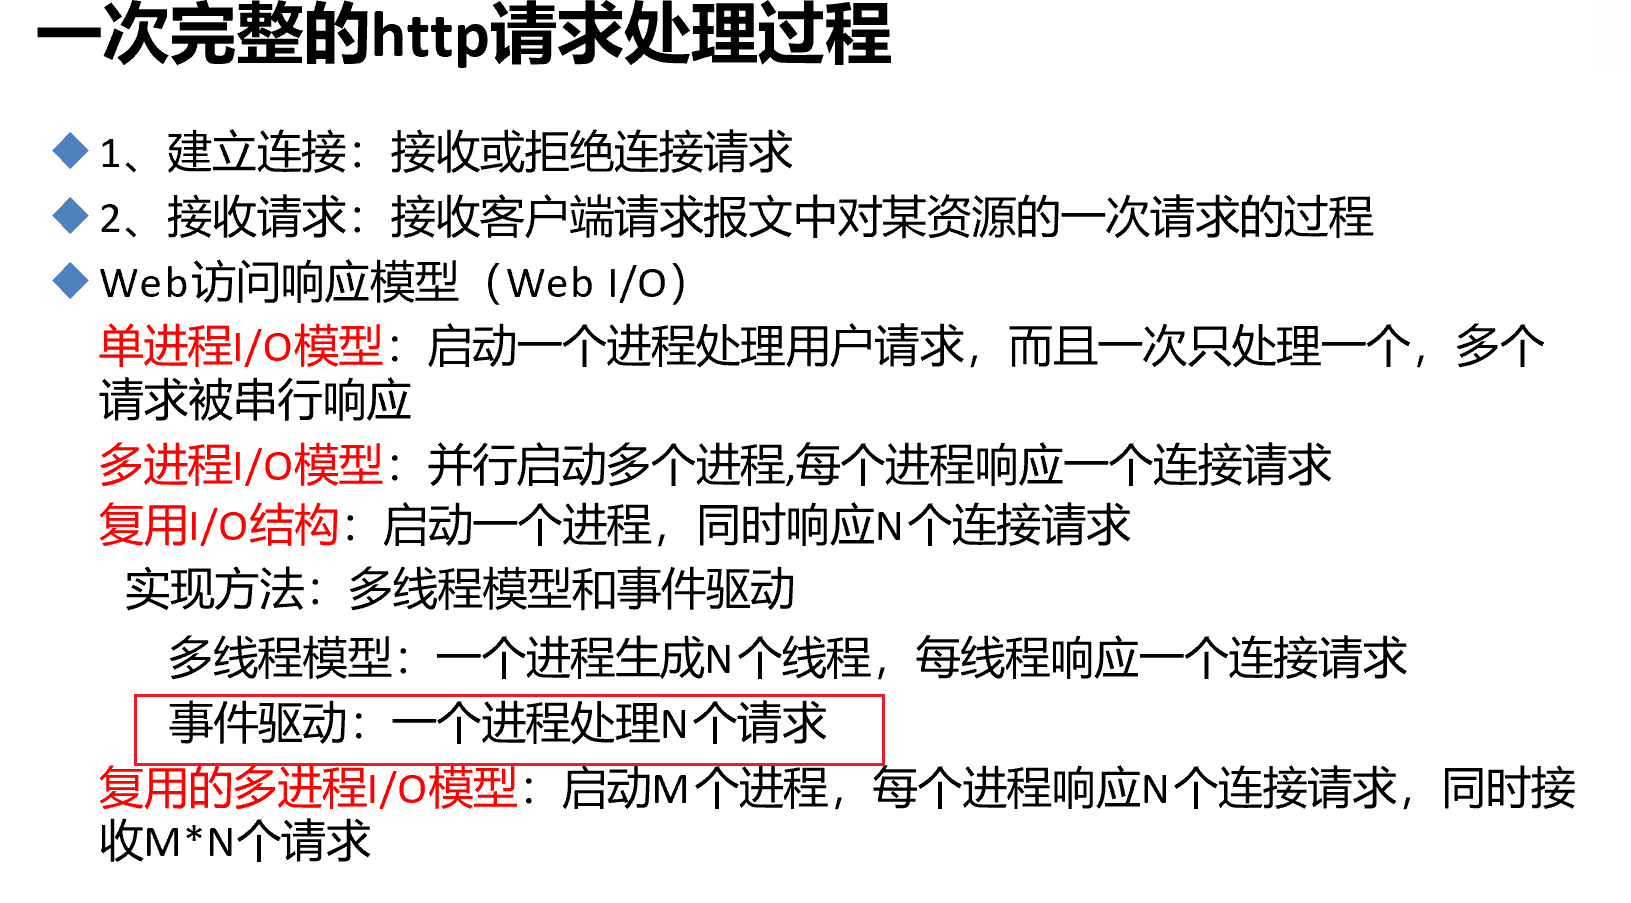 一次完整的http请求处理过程
1、建立连接：接收或拒绝连接请求
2、接收请求：接收客户端请求报文中对某资源的一次请求的过程
Web访问响应模型（Web I/O）
单进程I/O模型：启动一个进程处理用户请求，而且一次只处理一个，多个
请求被串行响应
多进程I/O模型：并行启动多个进程,每个进程响应一个连接请求
复用I/O结构：启动一个进程，同时响应N个连接请求
实现方法：多线程模型和事件驱动
多线程模型：一个进程生成N个线程，每线程响应一个连接请求
事件驱动：一个进程处理N个请求
复用的多进程I/O模型：启动M个进程，每个进程响应N个连接请求，同时接
收M*N个请求